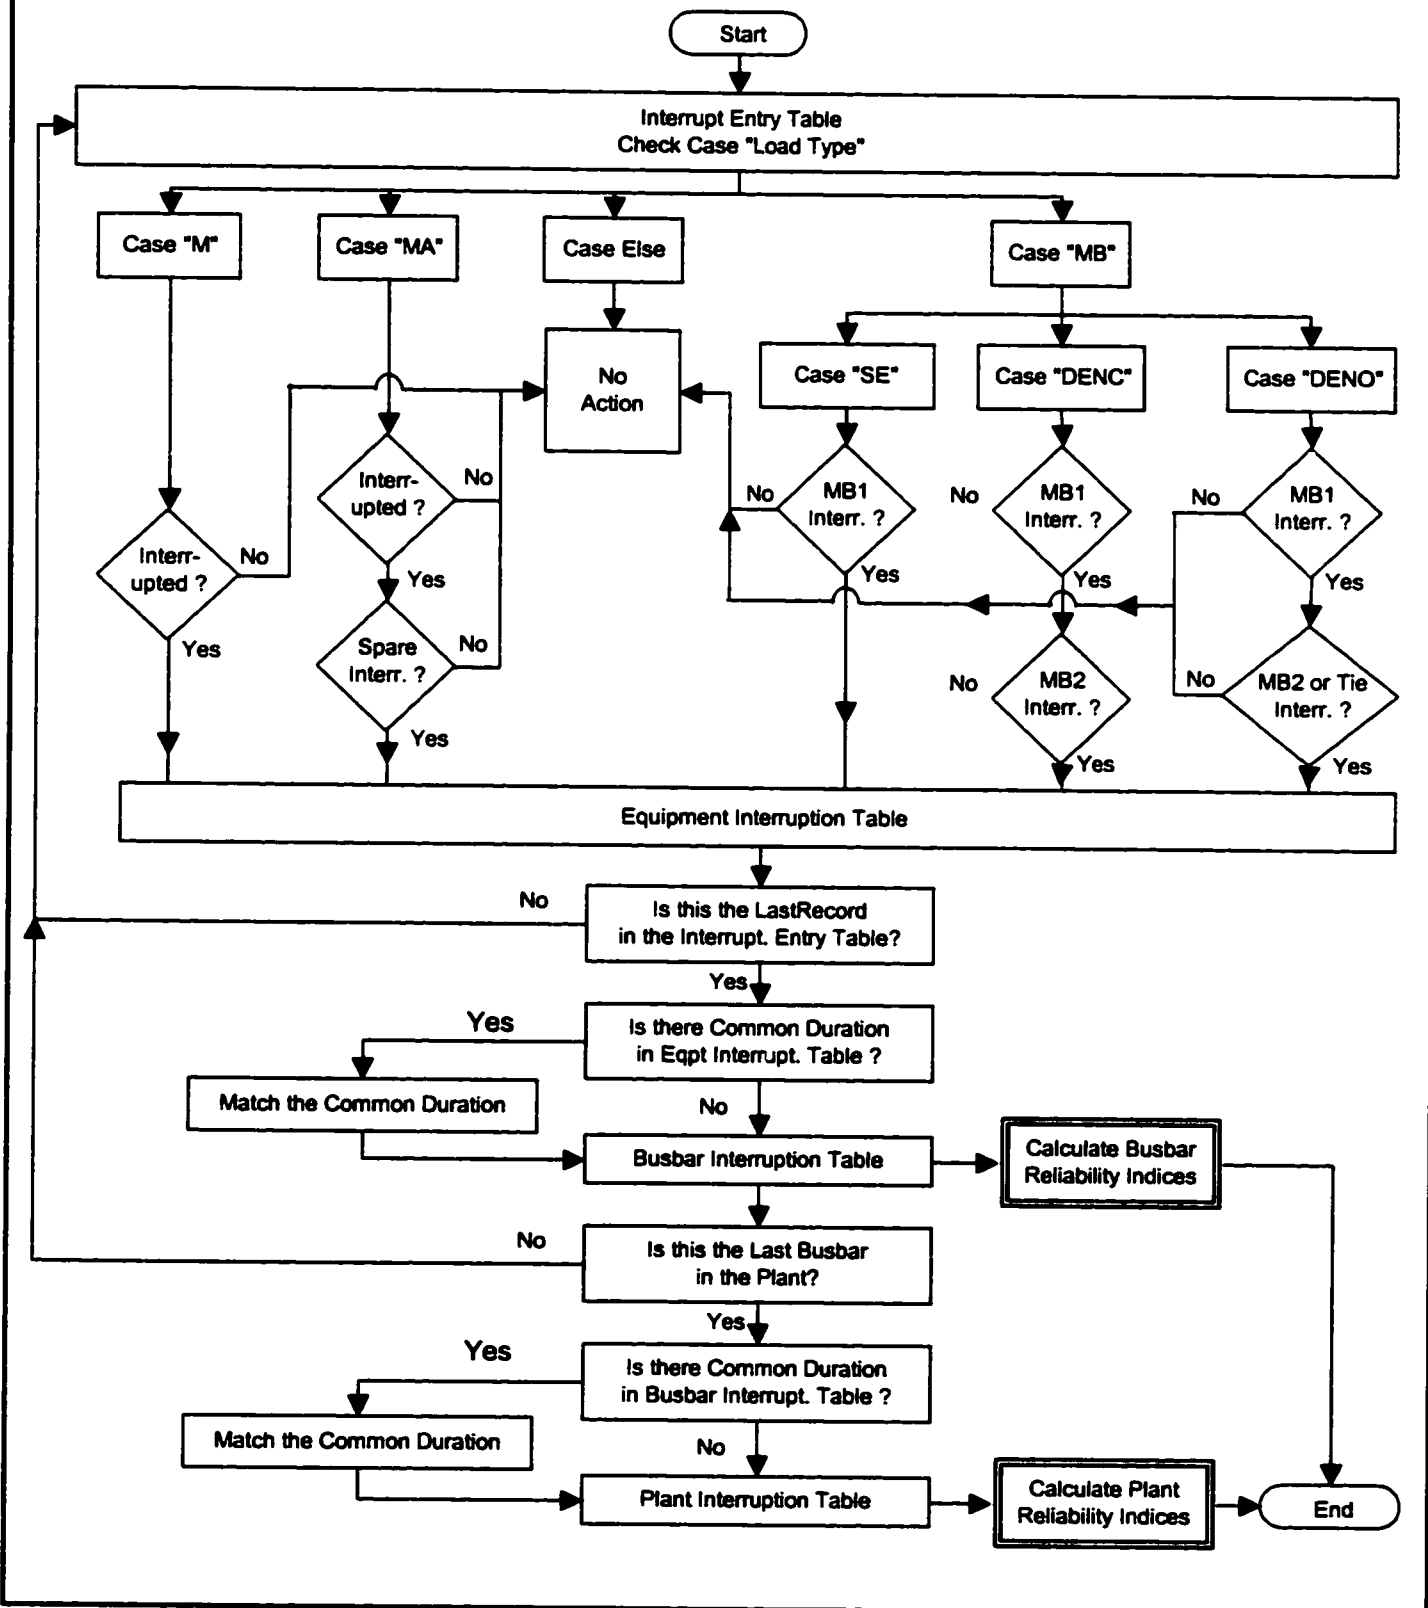 Start
Interrupt Entry Table
Check Case "Load Type"
Case "M"
Case "MA"
Case Else
Case "MB"
No
Action
Case "SE"
Case "DENC"
Case "DENO"
Interr-
upted ?
No
Yes
Interr-
upted ?
No
Yes
Spare
Interr. ?
No
Yes
MB1
Interr. ?
No
Yes
MB1
Interr. ?
No
Yes
MB2
Interr. ?
No
Yes
MB1
Interr. ?
No
Yes
MB2 or Tie
Interr. ?
No
Yes
Equipment Interruption Table
Is this the LastRecord
in the Interrupt. Entry Table?
No
Yes
Is there Common Duration
in Eqpt Interrupt. Table ?
Yes
Match the Common Duration
No
Busbar Interruption Table
Calculate Busbar
Reliability Indices
Is this the Last Busbar
in the Plant?
No
Yes
Is there Common Duration
in Busbar Interrupt. Table ?
Yes
Match the Common Duration
No
Plant Interruption Table
Calculate Plant
Reliability Indices
End